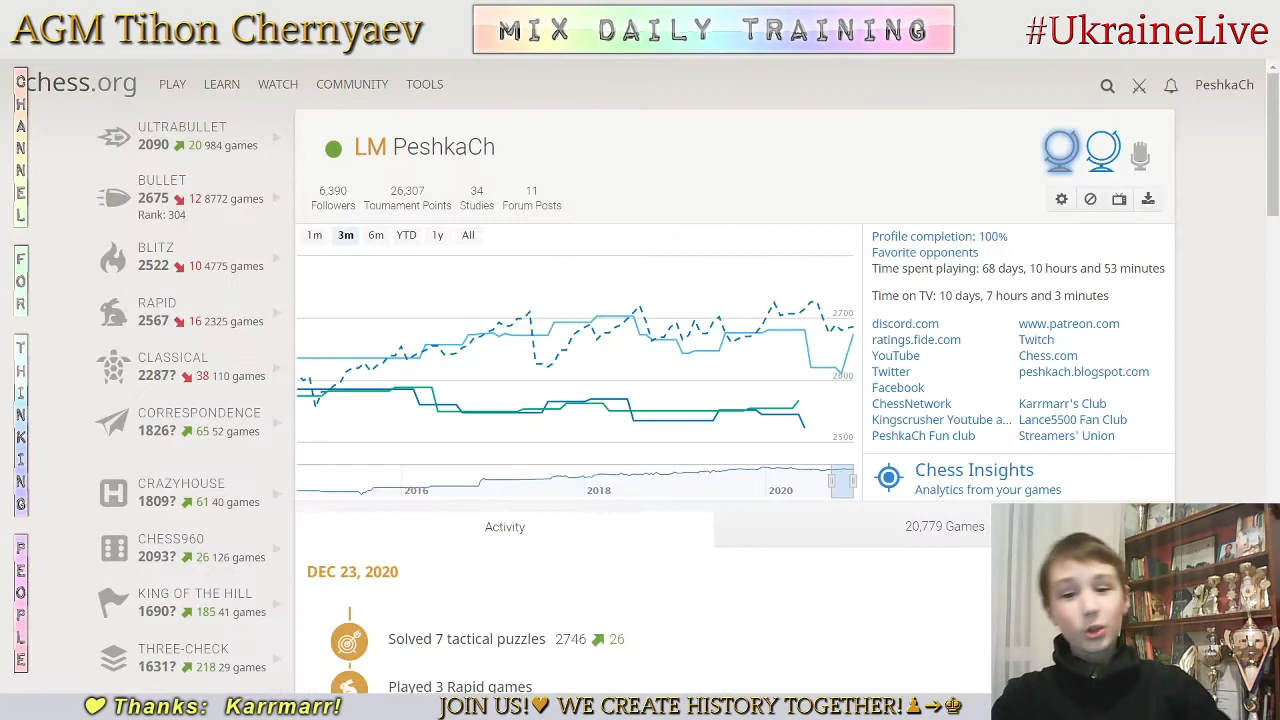 AGM Tihon Chernyaev
MIX DAILY TRAINING
#UkraineLive
CHANNEL
FOR
THINKING
PEOPLE
chess.org
PLAY LEARN WATCH COMMUNITY TOOLS
PeshkaCh
ULTRABULLET
2090 20 984 games
BULLET
2675 12 8772 games
Rank: 304
BLITZ
2522 10 4775 games
RAPID
2567 16 2325 games
CLASSICAL
2287? 38 110 games
CORRESPONDENCE
1826? 65 52 games
CRAZYHOUSE
1809? 61 40 games
CHESS960
2093? 26 126 games
KING OF THE HILL
1690? 185 41 games
THREE-CHECK
1631? 218 29 games
LM PeshkaCh
6,390 26,307 34 11
Followers Tournament Points Studies Forum Posts
1m 3m 6m YTD 1y All
2700
2600
2500
2016 2018 2020
Profile completion: 100%
Favorite opponents
Time spent playing: 68 days, 10 hours and 53 minutes
Time on TV: 10 days, 7 hours and 3 minutes
discord.com www.patreon.com
ratings.fide.com Twitch
YouTube Chess.com
Twitter peshkach.blogspot.com
Facebook
ChessNetwork Karrmarr's Club
Kingscrusher Youtube a... Lance5500 Fan Club
PeshkaCh Fun club Streamers' Union
Chess Insights
Analytics from your games
Activity 20,779 Games
DEC 23, 2020
Solved 7 tactical puzzles 2746 26
Played 3 Rapid games
Thanks: Karrmarr! JOIN US! WE CREATE HISTORY TOGETHER!